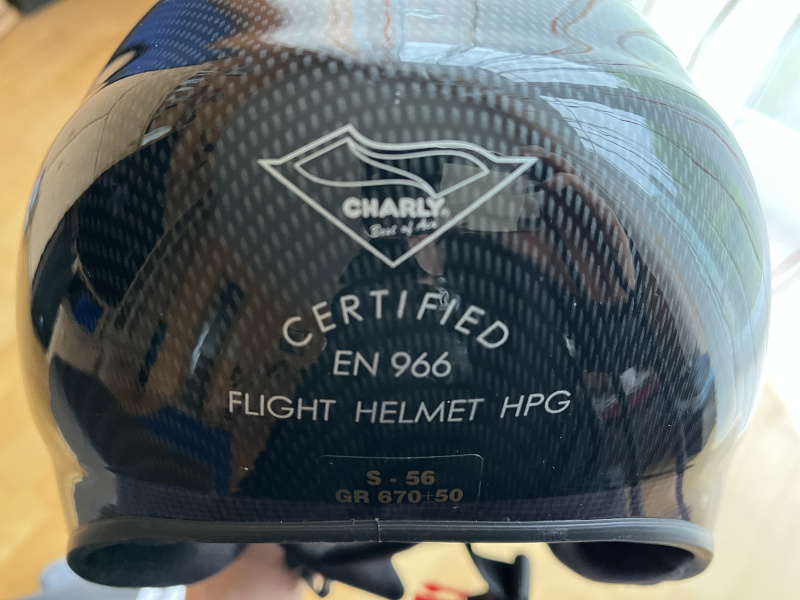 CHARLY®
Best of Air
CERTIFIED
EN 966
FLIGHT HELMET HPG
S - 56
GR 670±50